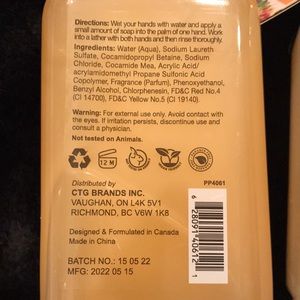 Directions: Wet your hands with water and apply a
small amount of soap into the palm of one hand. Work
into a lather with both hands and then rinse thoroughly.
Ingredients: Water (Aqua), Sodium Laureth
Sulfate, Cocamidopropyl Betaine, Sodium
Chloride, Cocamide Mea, Acrylic Acid/
acrylamidomethyl Propane Sulfonic Acid
Copolymer, Fragrance (Parfum), Phenoxyethanol,
Benzyl Alcohol, Chlorphenesin, FD&C Red No.4
(CI 14700), FD&C Yellow No.5 (CI 19140)
Warning: For external use only. Avoid contact with
the eyes. If irritation persists, discontinue use and
consult a physician.
Not tested on Animals.
12 M
Distributed by
CTG BRANDS INC.
VAUGHAN, ON L4K 5V1
RICHMOND, BC V6W 1K8
Designed & Formulated in Canada
Made in China
BATCH NO.: 15 05 22
MFG: 2022 05 15
PP4061
6 28091 40612 1